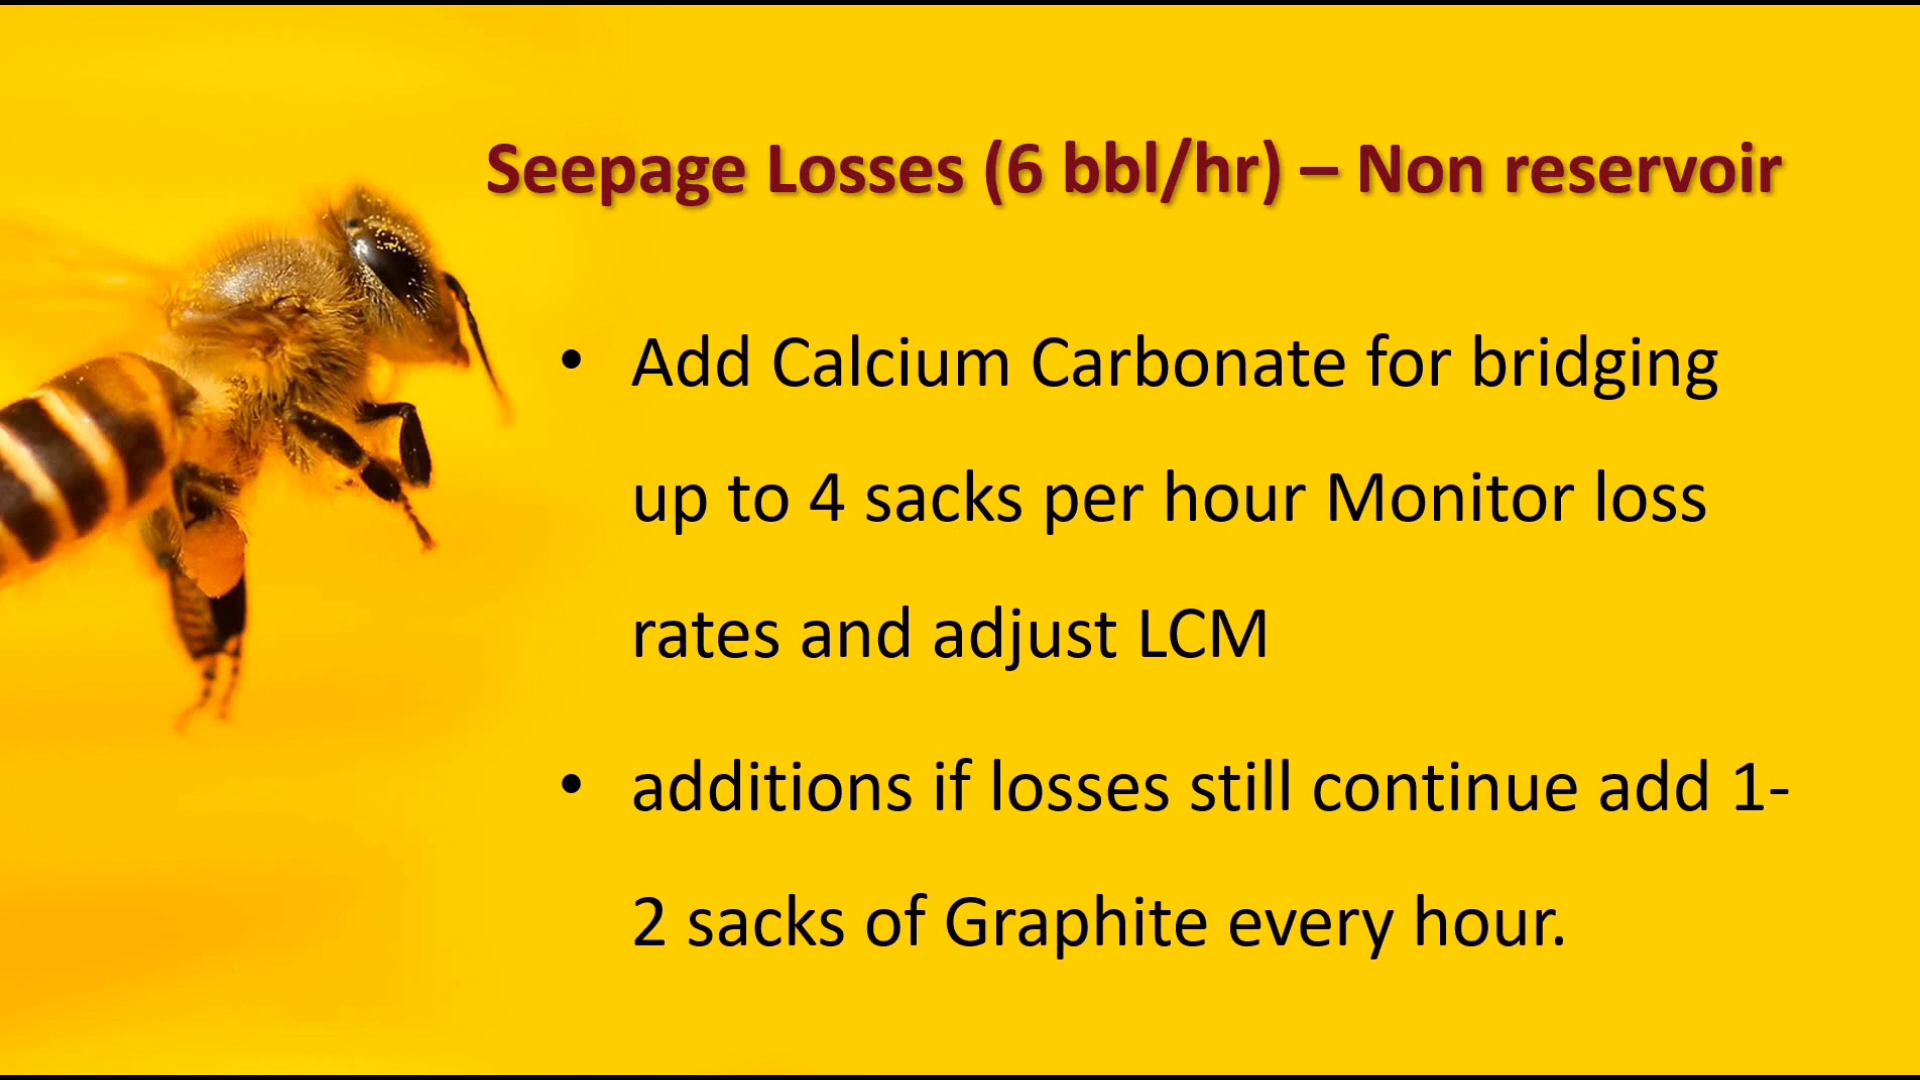 Seepage Losses (6 bbl/hr) – Non reservoir
• Add Calcium Carbonate for bridging
up to 4 sacks per hour Monitor loss
rates and adjust LCM
• additions if losses still continue add 1-
2 sacks of Graphite every hour.